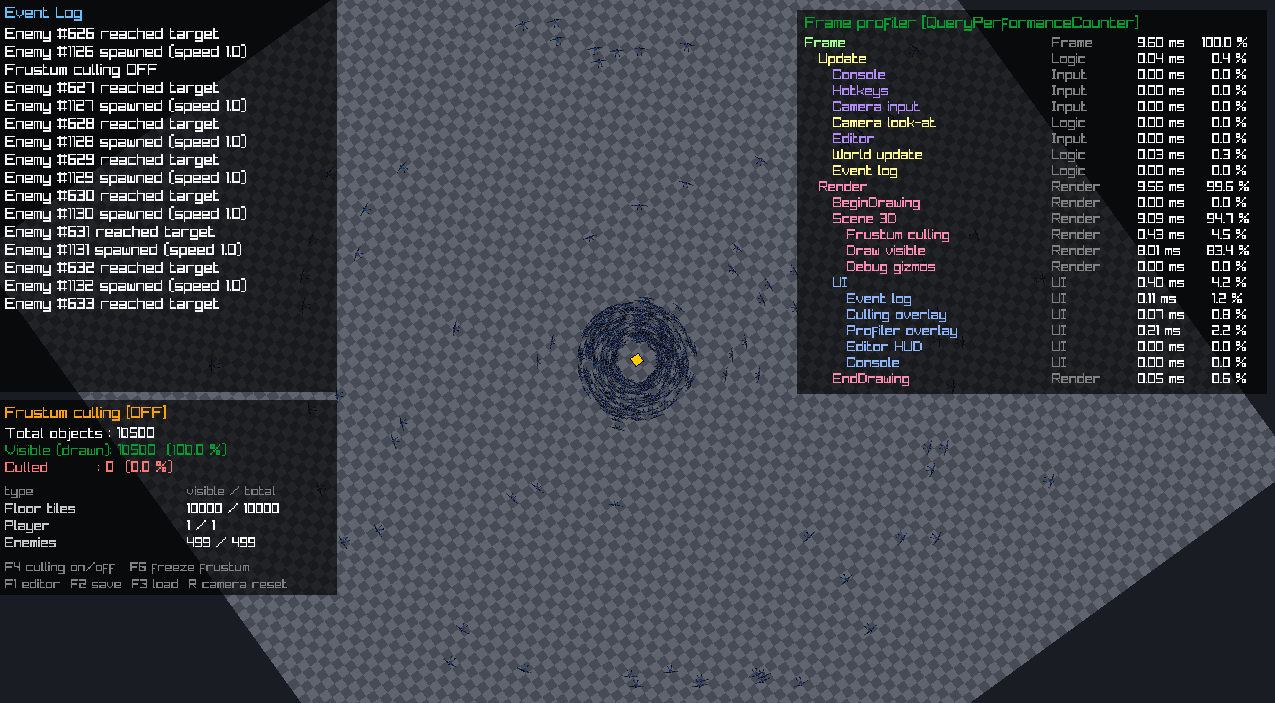 Event Log
Enemy #626 reached target
Enemy #1126 spawned (speed 1.0)
Frustum culling OFF
Enemy #627 reached target
Enemy #1127 spawned (speed 1.0)
Enemy #628 reached target
Enemy #1128 spawned (speed 1.0)
Enemy #629 reached target
Enemy #1129 spawned (speed 1.0)
Enemy #630 reached target
Enemy #1130 spawned (speed 1.0)
Enemy #631 reached target
Enemy #1131 spawned (speed 1.0)
Enemy #632 reached target
Enemy #1132 spawned (speed 1.0)
Enemy #633 reached target
Frustum culling [OFF]
Total objects : 10500
Visible (drawn): 10500 (100.0 %)
Culled : 0 (0.0 %)
type visible / total
Floor tiles 10000 / 10000
Player 1 / 1
Enemies 499 / 499
F4 culling on/off F6 freeze frustum
F1 editor F2 save F3 load R camera reset
Frame profiler [QueryPerformanceCounter]
Frame Frame 9.60 ms 100.0 %
Update Logic 0.04 ms 0.4 %
Console Input 0.00 ms 0.0 %
Hotkeys Input 0.00 ms 0.0 %
Camera input Input 0.00 ms 0.0 %
Camera look-at Logic 0.00 ms 0.0 %
Editor Input 0.00 ms 0.0 %
World update Logic 0.03 ms 0.3 %
Event log Logic 0.00 ms 0.0 %
Render Render 9.56 ms 99.6 %
BeginDrawing Render 0.00 ms 0.0 %
Scene 3D Render 9.09 ms 94.7 %
Frustum culling Render 0.43 ms 4.5 %
Draw visible Render 8.01 ms 83.4 %
Debug gizmos Render 0.00 ms 0.0 %
UI UI 0.40 ms 4.2 %
Event log UI 0.11 ms 1.2 %
Culling overlay UI 0.07 ms 0.8 %
Profiler overlay UI 0.21 ms 2.2 %
Editor HUD UI 0.00 ms 0.0 %
Console UI 0.00 ms 0.0 %
EndDrawing Render 0.05 ms 0.6 %